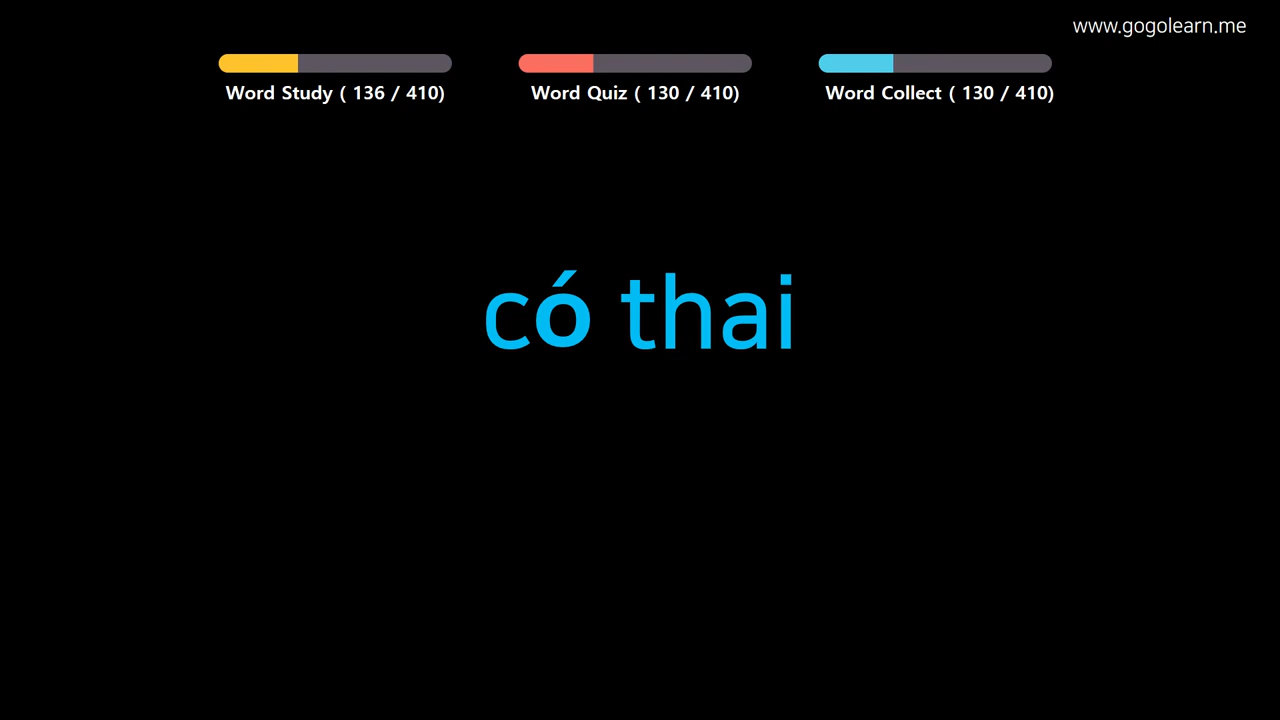 www.gogolearn.me
Word Study ( 136 / 410)
Word Quiz ( 130 / 410)
Word Collect ( 130 / 410)
có thai